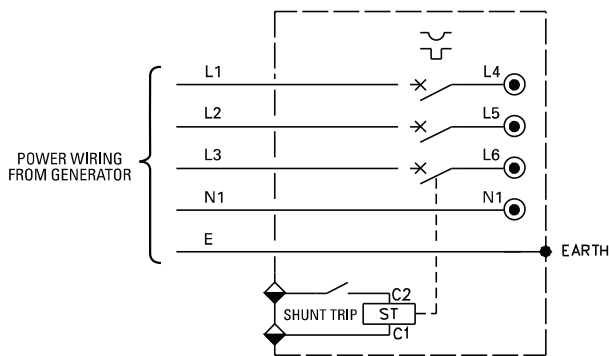 L1 L4
L2 L5
L3 L6
POWER WIRING
FROM GENERATOR
N1 N1
E
EARTH
C2
SHUNT TRIP ST
C1